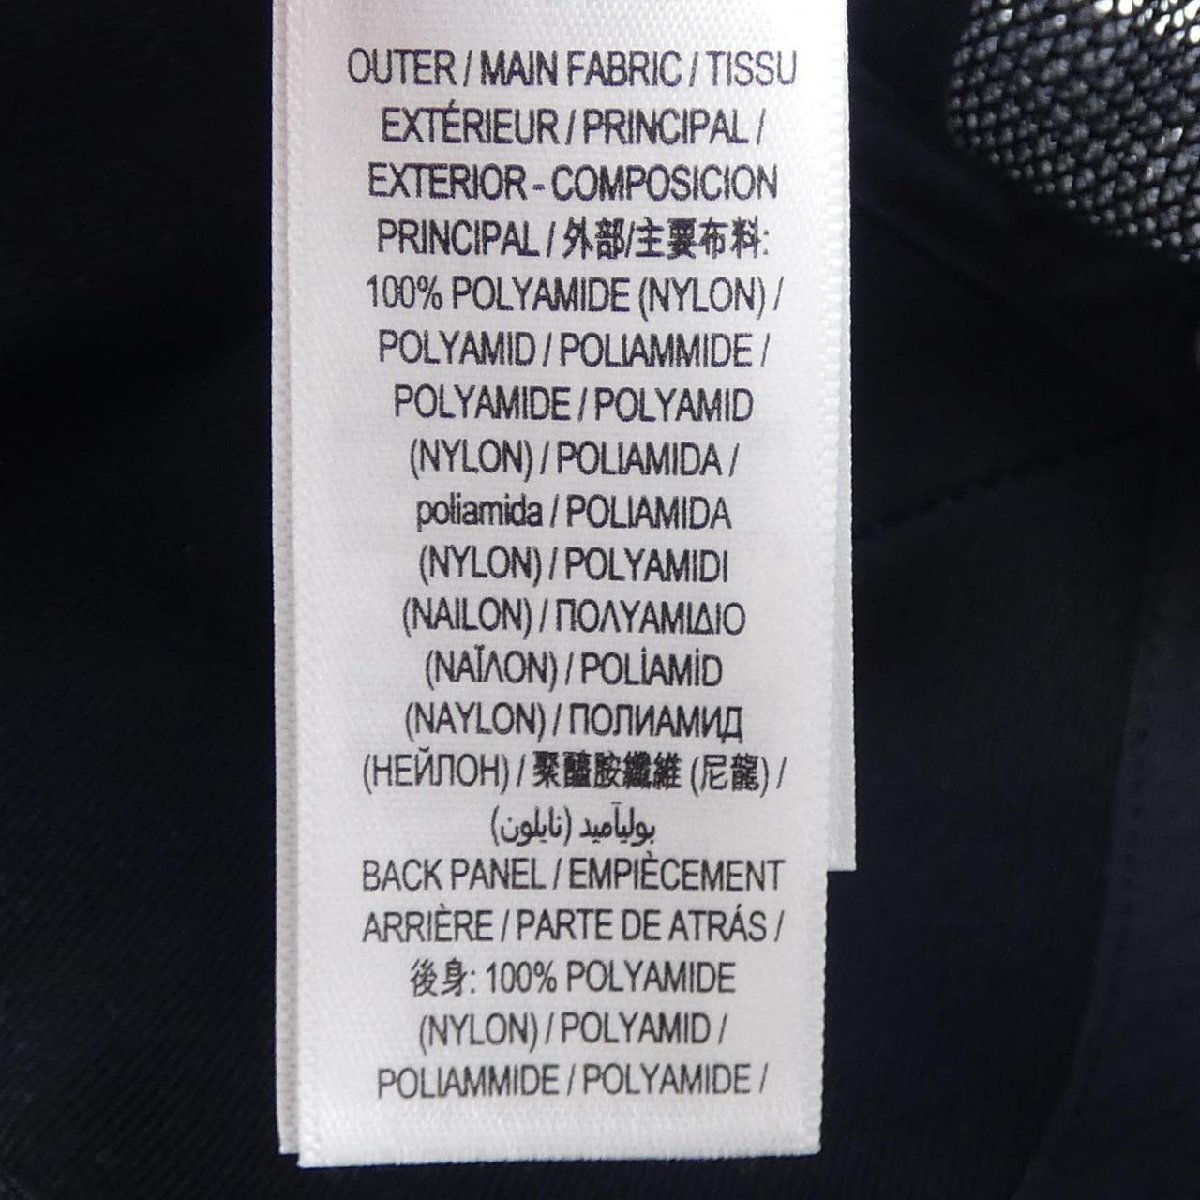 OUTER / MAIN FABRIC / TISSU
EXTÉRIEUR / PRINCIPAL /
EXTERIOR - COMPOSICION
PRINCIPAL / 外部/主要布料:
100% POLYAMIDE (NYLON) /
POLYAMID / POLIAMMIDE /
POLYAMIDE / POLYAMID
(NYLON) / POLIAMIDA /
poliamida / POLIAMIDA
(NYLON) / POLYAMIDI
(NAILON) / ΠΟΛΥΑΜΙΔΙΟ
(ΝΑΪΛΟΝ) / POLİAMİD
(NAYLON) / ПОЛИАМИД
(НЕЙЛОН) / 聚醯胺纖維 (尼龍) /
بوليآميد (نايلون)
BACK PANEL / EMPIÈCEMENT
ARRIÈRE / PARTE DE ATRÁS /
後身: 100% POLYAMIDE
(NYLON) / POLYAMID /
POLIAMMIDE / POLYAMIDE /